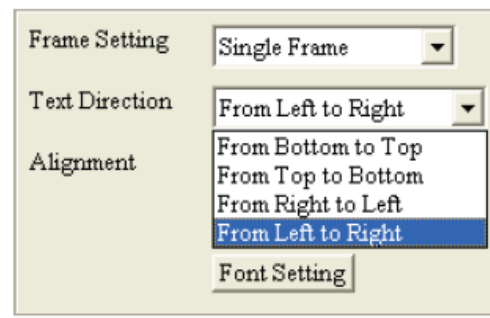 Frame Setting Single Frame
Text Direction From Left to Right
Alignment
From Bottom to Top
From Top to Bottom
From Right to Left
From Left to Right
Font Setting